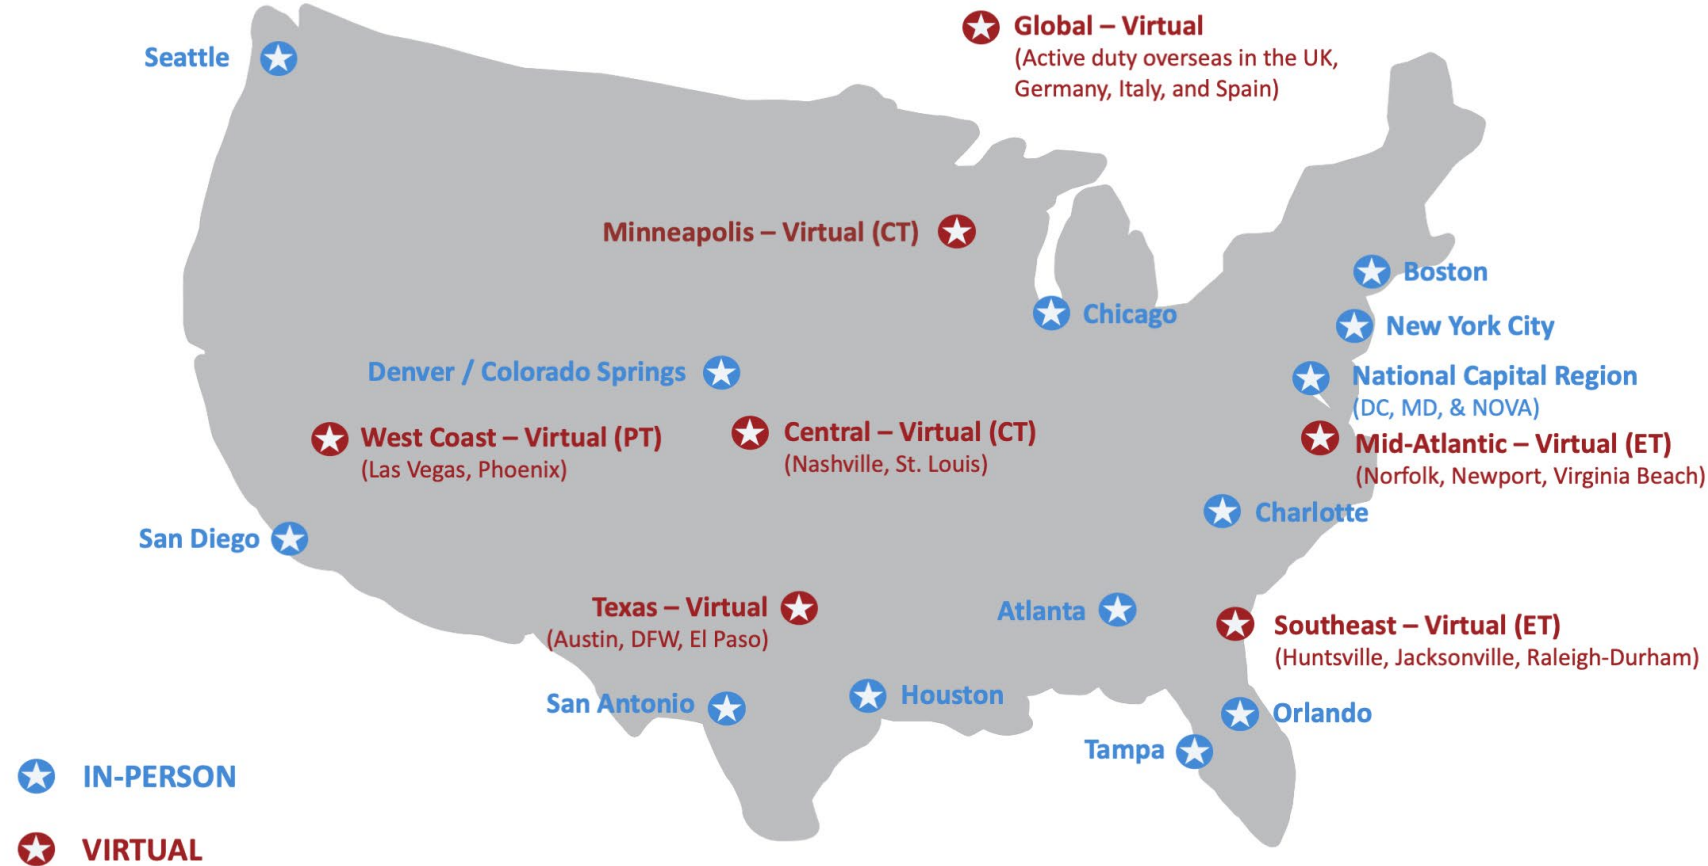 Global – Virtual
(Active duty overseas in the UK,
Germany, Italy, and Spain)
Seattle
Minneapolis – Virtual (CT)
Boston
Chicago
New York City
Denver / Colorado Springs
National Capital Region
(DC, MD, & NOVA)
West Coast – Virtual (PT)
(Las Vegas, Phoenix)
Central – Virtual (CT)
(Nashville, St. Louis)
Mid-Atlantic – Virtual (ET)
(Norfolk, Newport, Virginia Beach)
Charlotte
San Diego
Texas – Virtual
(Austin, DFW, El Paso)
Atlanta
Southeast – Virtual (ET)
(Huntsville, Jacksonville, Raleigh-Durham)
San Antonio
Houston
Orlando
Tampa
IN-PERSON
VIRTUAL